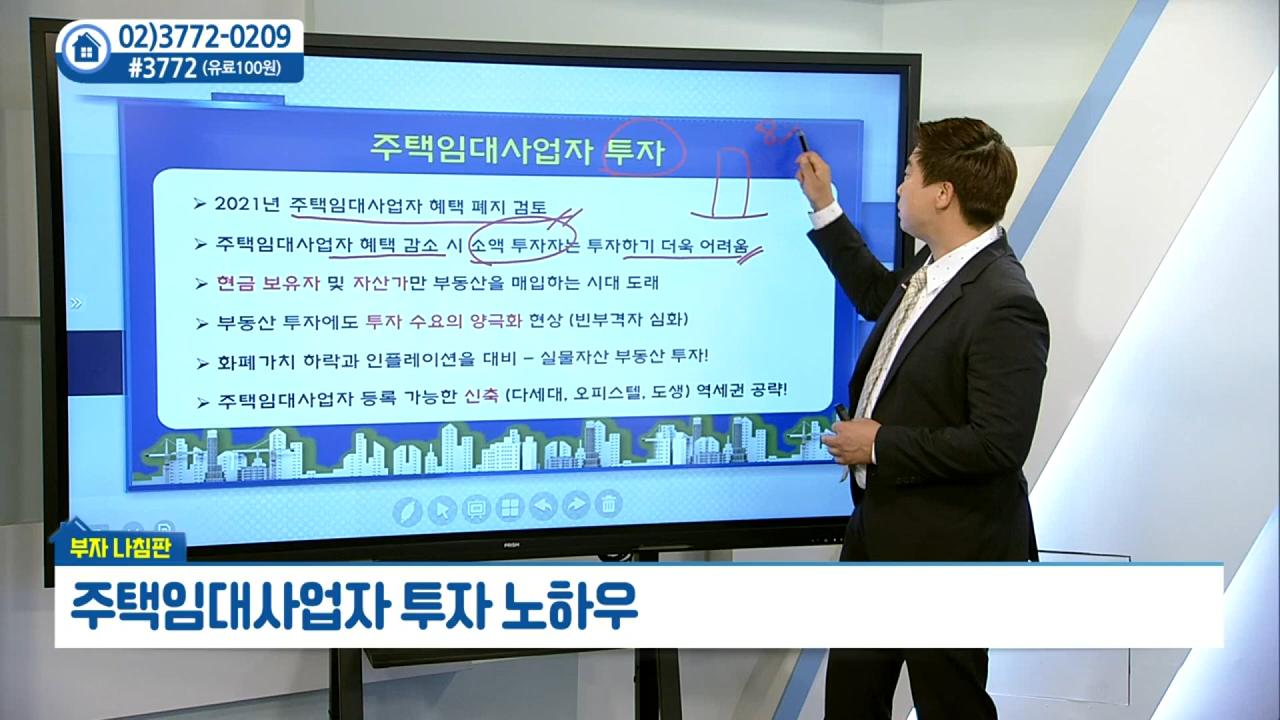 02)3772-0209
#3772 (유료100원)
주택임대사업자 투자
➢ 2021년 주택임대사업자 혜택 폐지 검토
➢ 주택임대사업자 혜택 감소 시 소액 투자자는 투자하기 더욱 어려움
➢ 현금 보유자 및 자산가만 부동산을 매입하는 시대 도래
➢ 부동산 투자에도 투자 수요의 양극화 현상 (빈부격자 심화)
➢ 화폐가치 하락과 인플레이션을 대비 – 실물자산 부동산 투자!
➢ 주택임대사업자 등록 가능한 신축 (다세대, 오피스텔, 도생) 역세권 공략!
PRISM
부자 나침판
주택임대사업자 투자 노하우